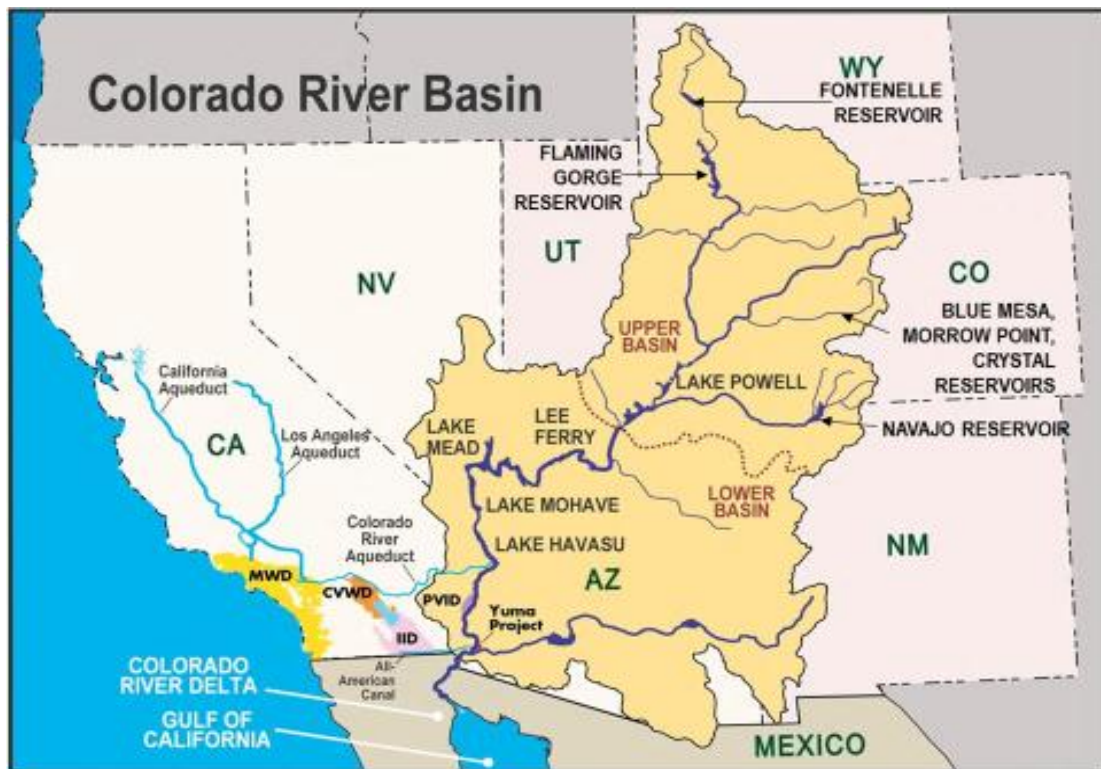 Colorado River Basin
WY
FONTENELLE
RESERVOIR
FLAMING
GORGE
RESERVOIR
UT
NV
CO
BLUE MESA,
MORROW POINT,
CRYSTAL
RESERVOIRS
UPPER
BASIN
California
Aqueduct
LAKE POWELL
CA
Los Angeles
Aqueduct
LAKE
MEAD
LEE
FERRY
NAVAJO RESERVOIR
LOWER
BASIN
LAKE MOHAVE
Colorado
River
Aqueduct
LAKE HAVASU
NM
AZ
MWD
CVWD
PVID
Yuma
Project
IID
All-
American
Canal
COLORADO
RIVER DELTA
GULF OF
CALIFORNIA
MEXICO